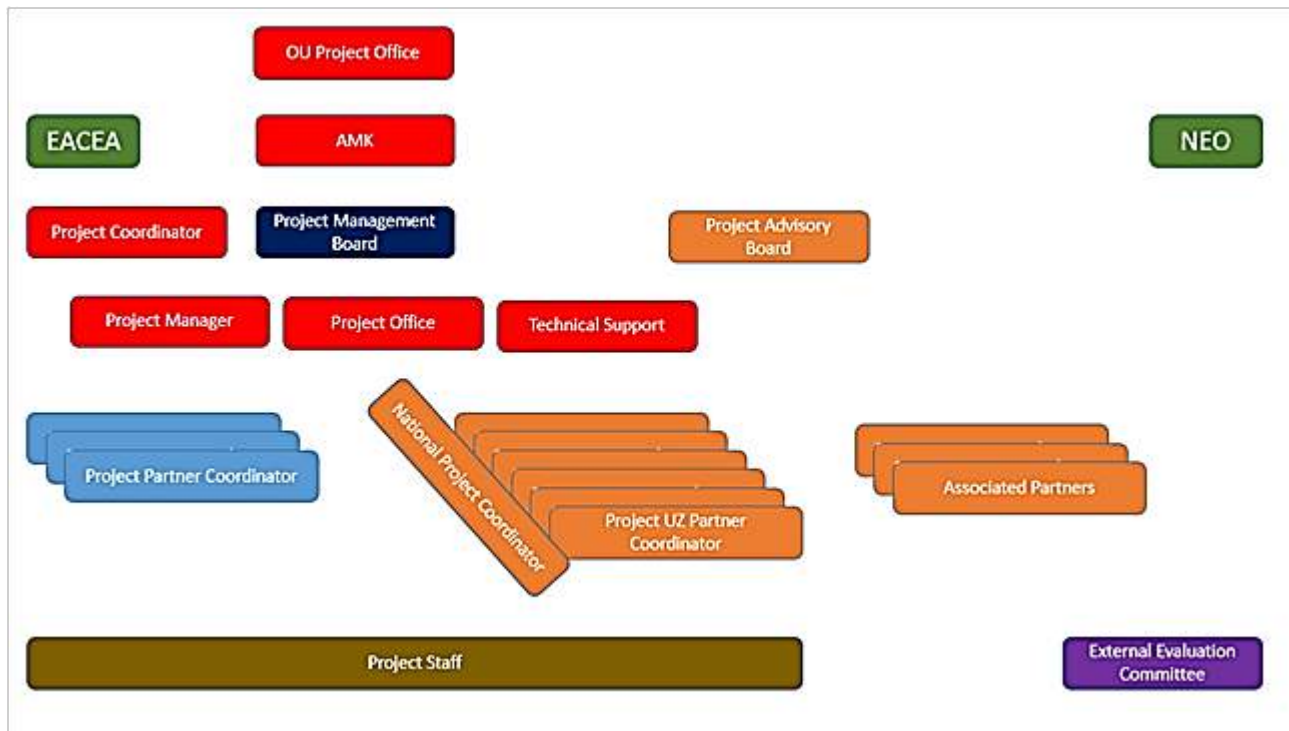 OU Project Office
EACEA
AMK
NEO
Project Coordinator
Project Management
Board
Project Advisory
Board
Project Manager
Project Office
Technical Support
Project Partner Coordinator
National Project Coordinator
Project UZ Partner
Coordinator
Associated Partners
Project Staff
External Evaluation
Committee